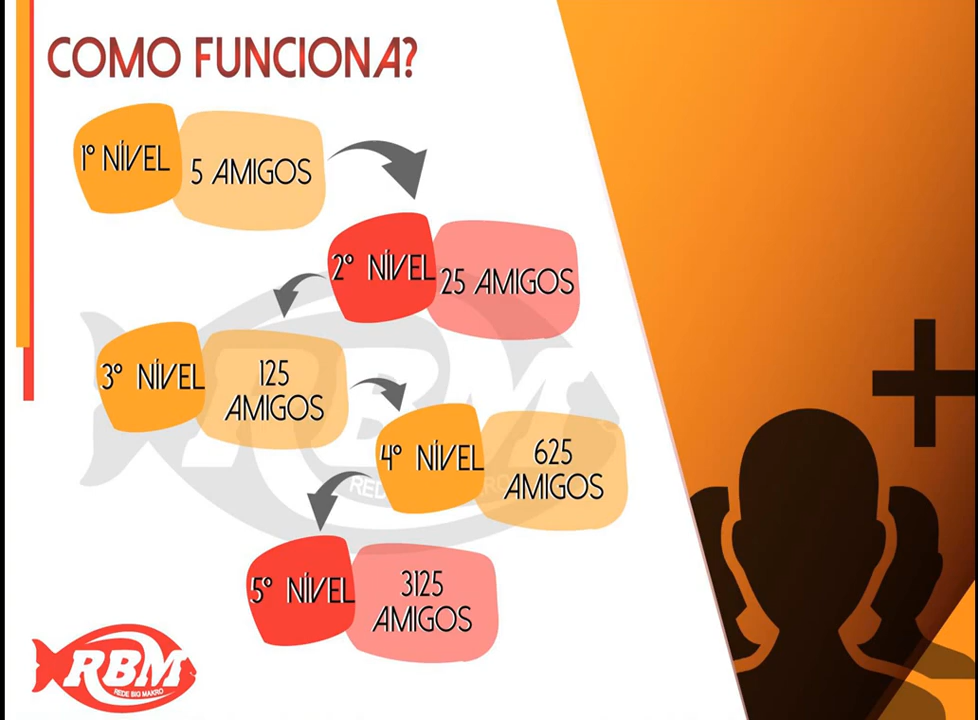 COMO FUNCIONA?
1º NÍVEL
5 AMIGOS
2º NÍVEL
25 AMIGOS
3º NÍVEL
125
AMIGOS
4º NÍVEL
625
AMIGOS
5º NÍVEL
3125
AMIGOS
RBM
REDE BIG MAKRO